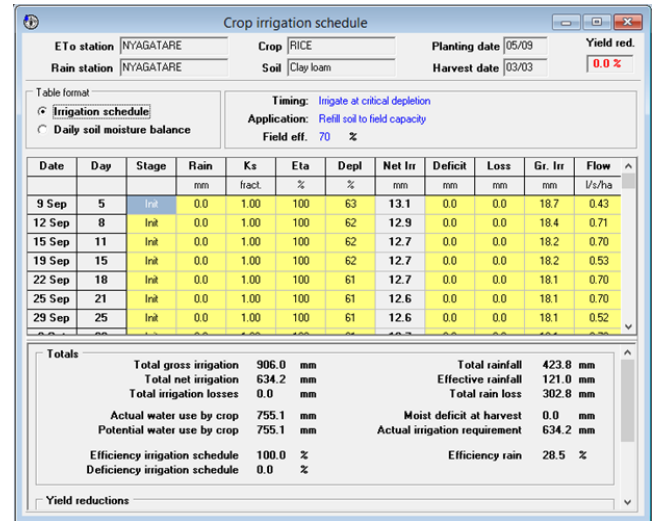 Crop irrigation schedule
ETo station NYAGATARE Crop RICE Planting date 05/09 Yield red.
Rain station NYAGATARE Soil Clay loam Harvest date 03/03 0.0 %
Table format
Irrigation schedule
Daily soil moisture balance
Timing: Irrigate at critical depletion
Application: Refill soil to field capacity
Field eff. 70 %
Date Day Stage Rain Ks Eta Depl Net Irr Deficit Loss Gr. Irr Flow
mm fract. % % mm mm mm mm l/s/ha
9 Sep 5 Init 0.0 1.00 100 63 13.1 0.0 0.0 18.7 0.43
12 Sep 8 Init 0.0 1.00 100 62 12.9 0.0 0.0 18.4 0.71
15 Sep 11 Init 0.0 1.00 100 62 12.7 0.0 0.0 18.2 0.70
19 Sep 15 Init 0.0 1.00 100 62 12.7 0.0 0.0 18.2 0.53
22 Sep 18 Init 0.0 1.00 100 61 12.7 0.0 0.0 18.1 0.70
25 Sep 21 Init 0.0 1.00 100 61 12.6 0.0 0.0 18.1 0.70
29 Sep 25 Init 0.0 1.00 100 61 12.6 0.0 0.0 18.1 0.52
Totals
Total gross irrigation 906.0 mm Total rainfall 423.8 mm
Total net irrigation 634.2 mm Effective rainfall 121.0 mm
Total irrigation losses 0.0 mm Total rain loss 302.8 mm
Actual water use by crop 755.1 mm Moist deficit at harvest 0.0 mm
Potential water use by crop 755.1 mm Actual irrigation requirement 634.2 mm
Efficiency irrigation schedule 100.0 % Efficiency rain 28.5 %
Deficiency irrigation schedule 0.0 %
Yield reductions